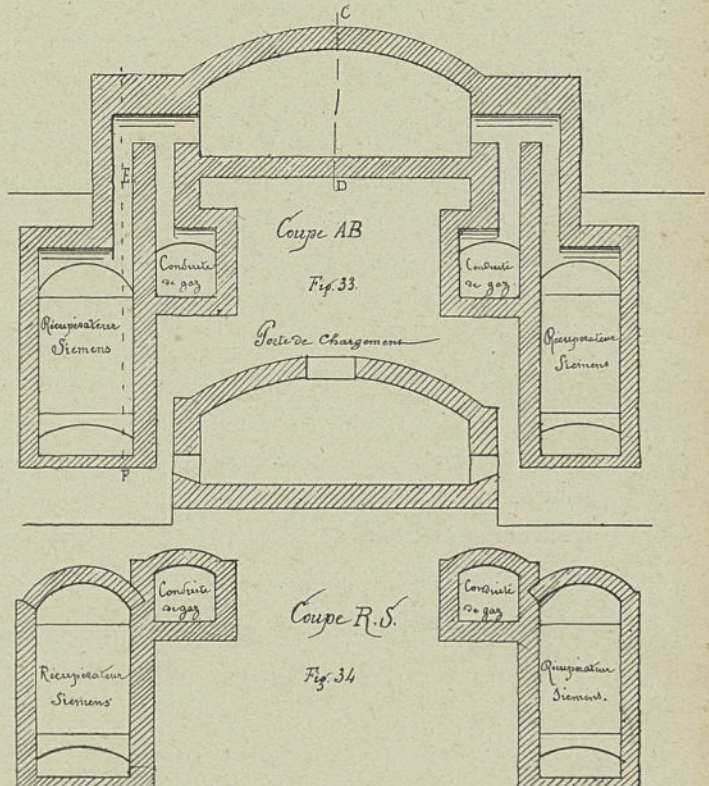 C
E
D
Coupe AB
Conduite
de gaz
Conduite
de gaz
Fig. 33.
Récupérateur
Siemens
Récupérateur
Siemens
Porte de Chargement
F
Conduite
de gaz
Conduité
de gaz
Coupe R.S.
Récupérateur
Siemens
Fig. 34
Récupérateur
Siemens.